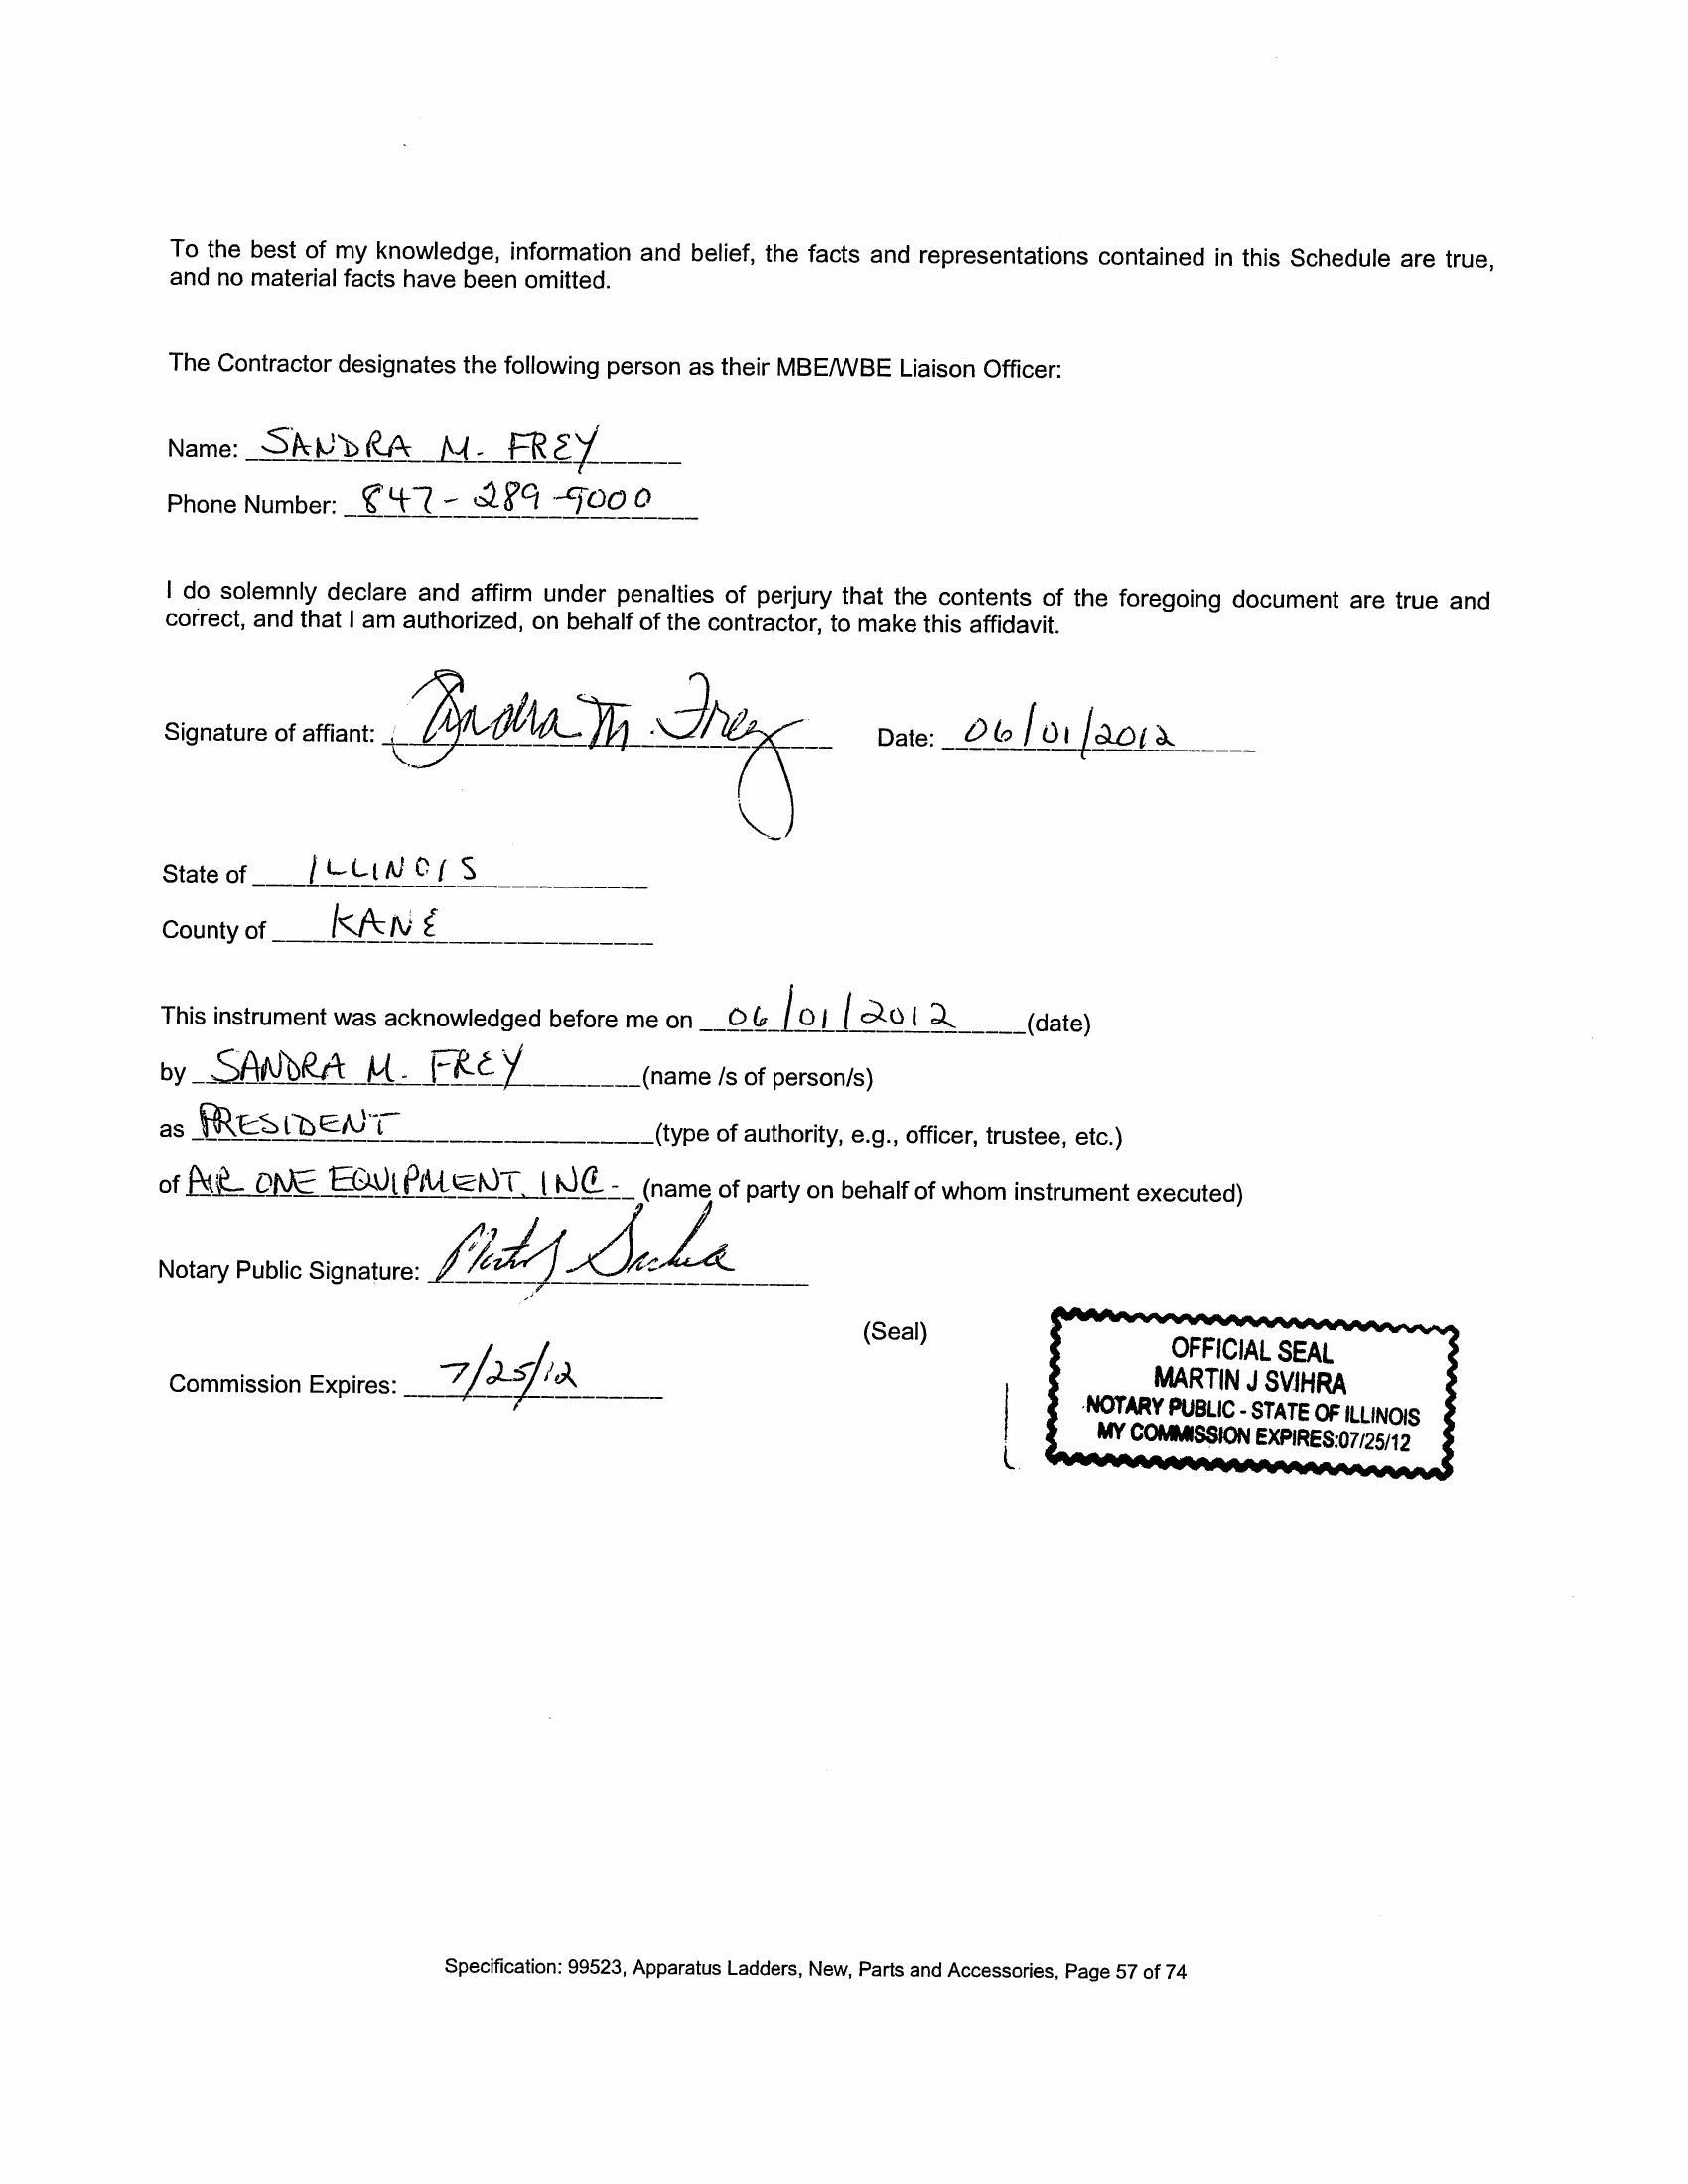 To the best of my knowledge, information and belief, the facts and representations contained in this Schedule are true,
and no material facts have been omitted.
The Contractor designates the following person as their MBE/WBE Liaison Officer:
Name: SANDRA M. FREY
Phone Number: 847-289-9000
I do solemnly declare and affirm under penalties of perjury that the contents of the foregoing document are true and
correct, and that I am authorized, on behalf of the contractor, to make this affidavit.
Signature of affiant: Sandra M. Frey Date: 06/01/2012
State of ILLINOIS
County of KANE
This instrument was acknowledged before me on 06/01/2012 (date)
by SANDRA M. FREY (name /s of person/s)
as PRESIDENT (type of authority, e.g., officer, trustee, etc.)
of AIR ONE EQUIPMENT, INC. (name of party on behalf of whom instrument executed)
Notary Public Signature: Martin J Svihra
(Seal)
Commission Expires: 7/25/12
OFFICIAL SEAL
MARTIN J SVIHRA
NOTARY PUBLIC - STATE OF ILLINOIS
MY COMMISSION EXPIRES:07/25/12
Specification: 99523, Apparatus Ladders, New, Parts and Accessories, Page 57 of 74